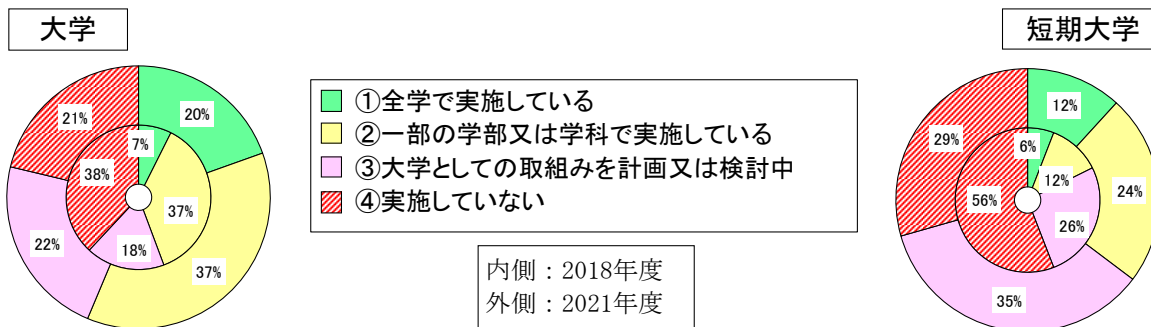 大学
短期大学
①全学で実施している
②一部の学部又は学科で実施している
③大学としての取組みを計画又は検討中
④実施していない
内側：2018年度
外側：2021年度
20%
37%
22%
21%
7%
37%
18%
38%
12%
24%
35%
29%
6%
12%
26%
56%